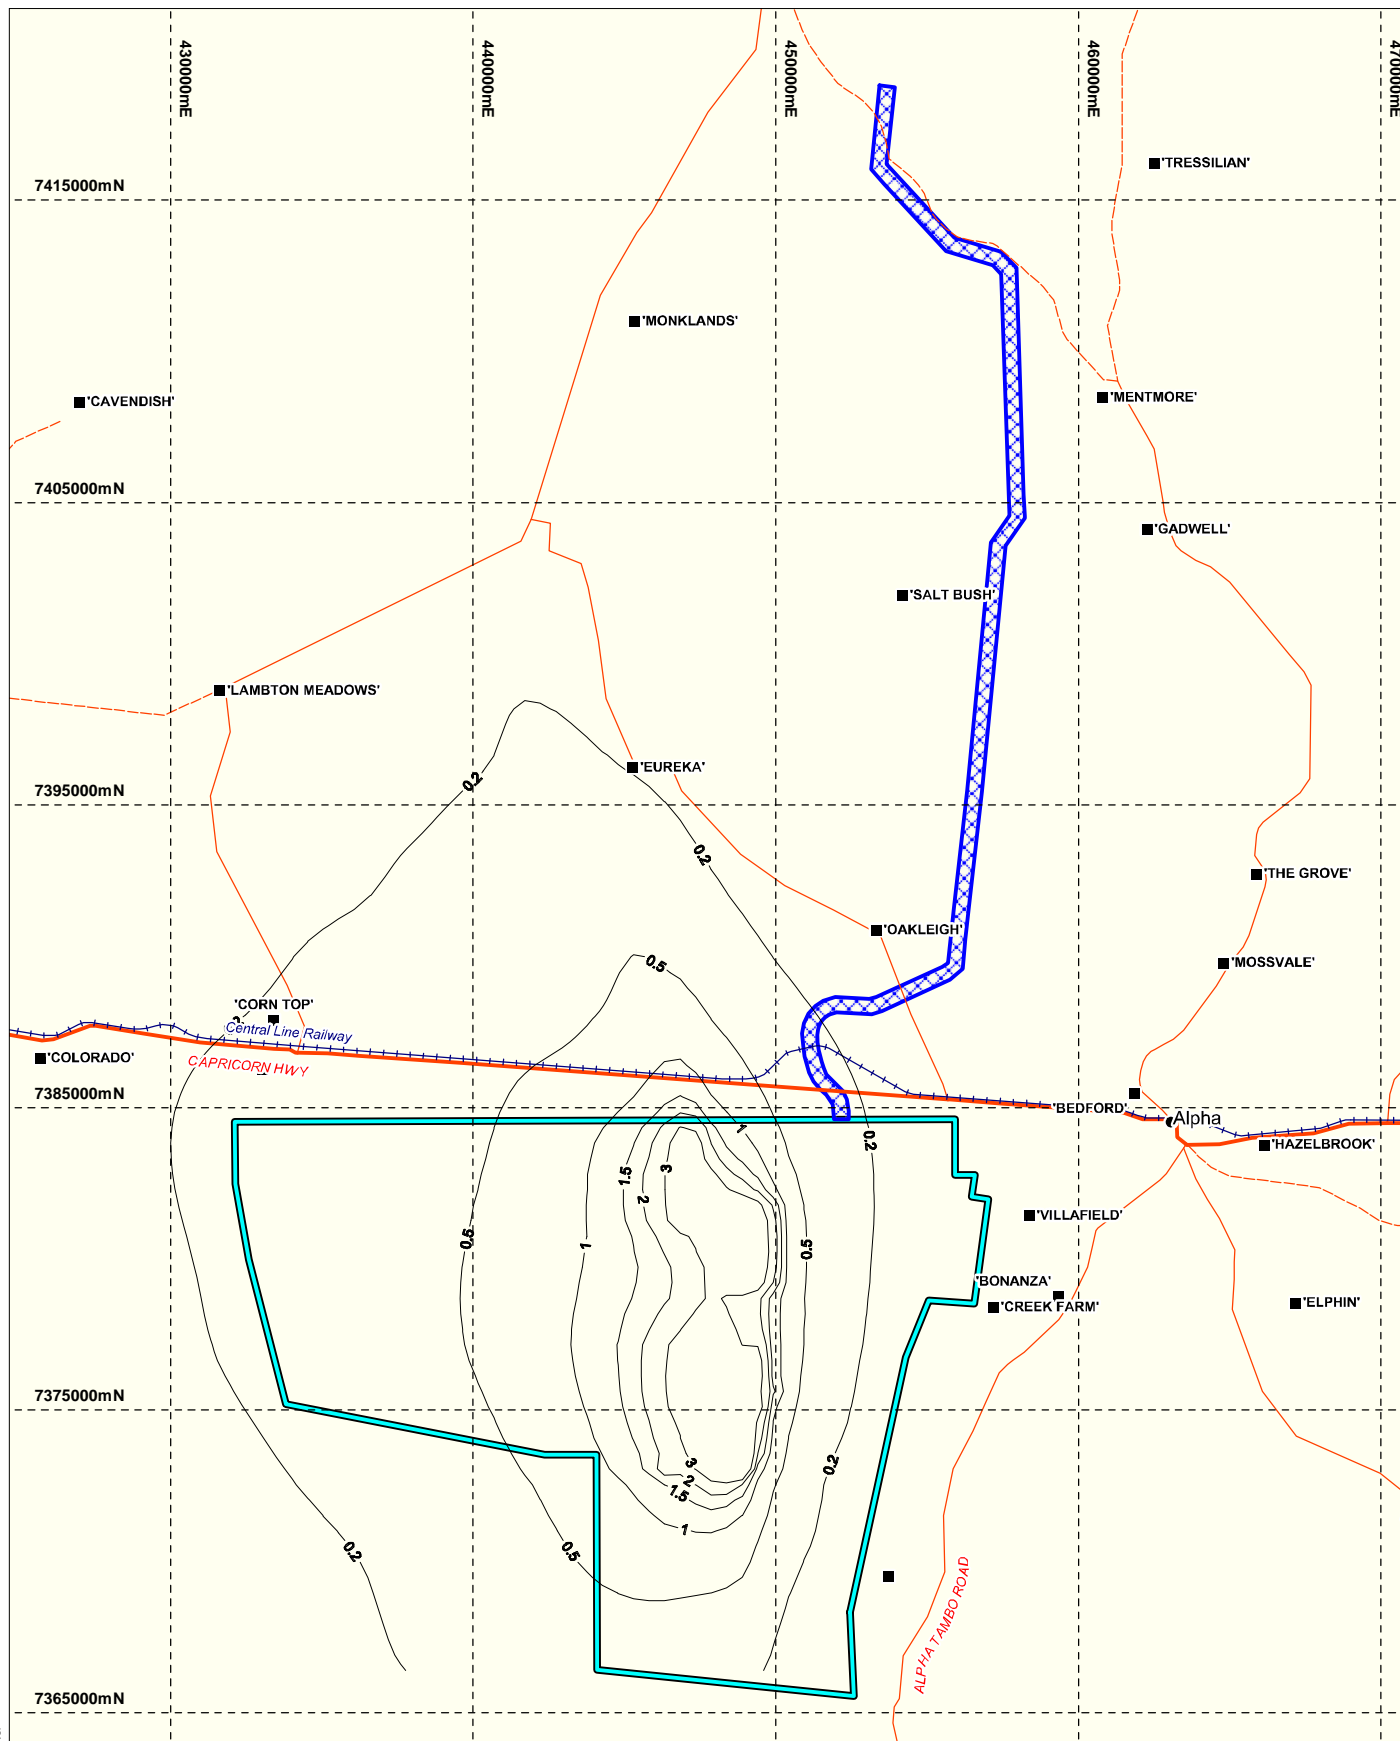 430000mE
440000mE
450000mE
460000mE
470000mE
'TRESSILIAN'
7415000mN
'MONKLANDS'
'CAVENDISH'
'MENTMORE'
7405000mN
'GADWELL'
'SALT BUSH'
'LAMBTON MEADOWS'
'EUREKA'
0.2
7395000mN
0.2
'THE GROVE'
'OAKLEIGH'
0.5
'MOSSVALE'
'CORN TOP'
Central Line Railway
'COLORADO'
CAPRICORN HWY
7385000mN
'BEDFORD'
Alpha
1
0.2
'HAZELBROOK'
3
1.5
2
'VILLAFIELD'
0.5
1
0.5
'BONANZA'
'CREEK FARM'
'ELPHIN'
7375000mN
3
0.2
2
1.5
1
0.2
0.5
ALPHA TAMBO ROAD
7365000mN